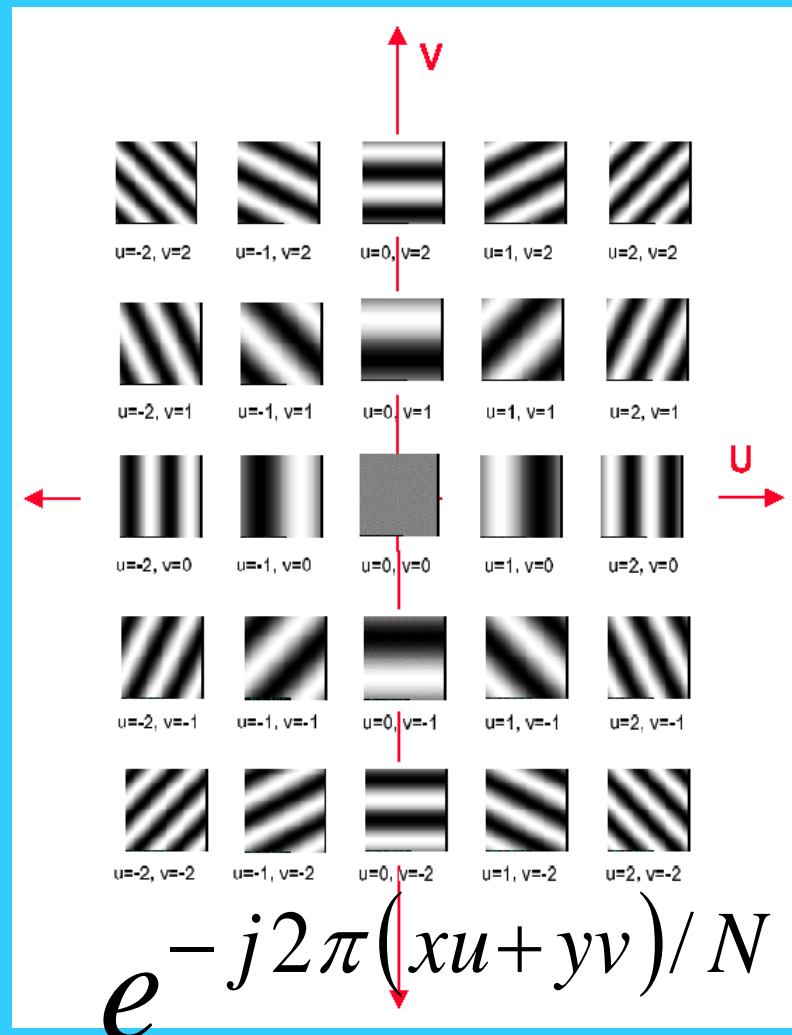 V
u=-2, v=2 u=-1, v=2 u=0, v=2 u=1, v=2 u=2, v=2
u=-2, v=1 u=-1, v=1 u=0, v=1 u=1, v=1 u=2, v=1
U
u=-2, v=0 u=-1, v=0 u=0, v=0 u=1, v=0 u=2, v=0
u=-2, v=-1 u=-1, v=-1 u=0, v=-1 u=1, v=-1 u=2, v=-1
u=-2, v=-2 u=-1, v=-2 u=0, v=-2 u=1, v=-2 u=2, v=-2
e^{-j2π(xu+yv)/N}